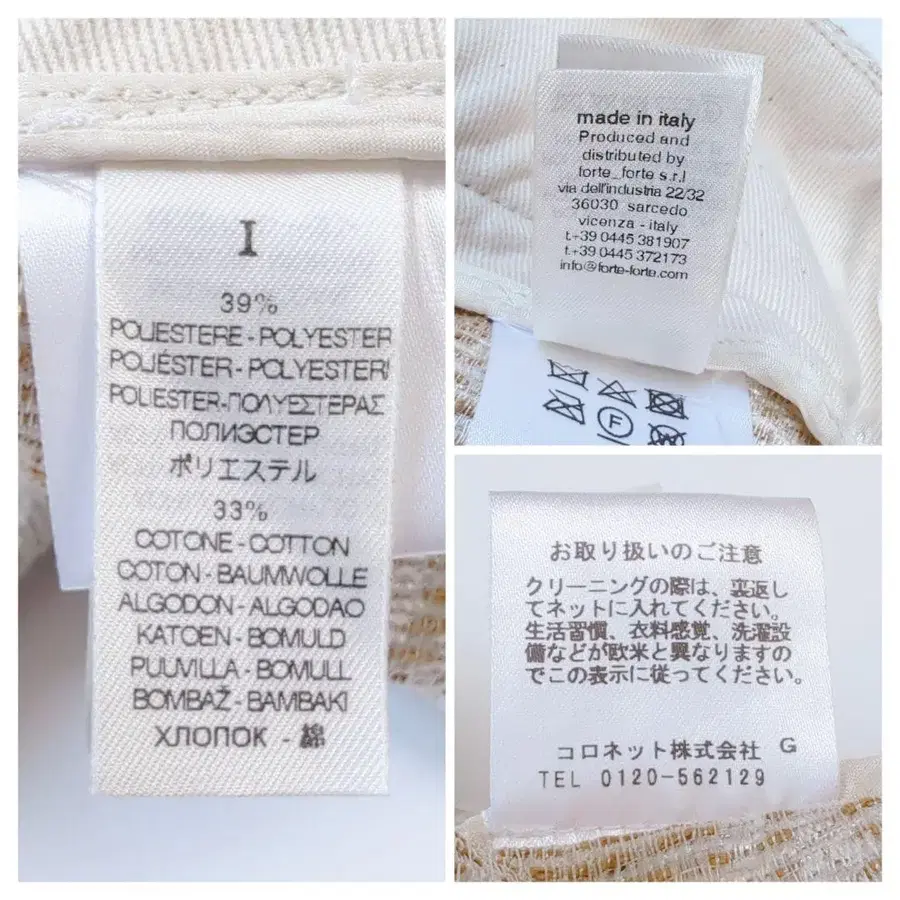 I
39%
POLIESTERE - POLYESTER
POLIÉSTER - POLYESTER/
POLIESTER-ΠΟΛΥΕΣΤΕΡΑΣ
ПОЛИЭСТЕР
ポリエステル
33%
COTONE - COTTON
COTON - BAUMWOLLE
ALGODON - ALGODAO
KATOEN - BOMULD
PUUVILLA - BOMULL
BOMBAŽ - BAMBAKI
ХЛОПОК - 綿
made in italy
Produced and
distributed by
forte_forte s.r.l
via dell'industria 22/32
36030 sarcedo
vicenza - italy
t.+39 0445 381907
f.+39 0445 372173
info@forte-forte.com
F
お取り扱いのご注意
クリーニングの際は、裏返し
てネットに入れてください。
生活習慣、衣料感覚、洗濯設
備などが欧米と異なりますの
でこの表示に従ってください。
コロネット株式会社 G
TEL 0120-562129